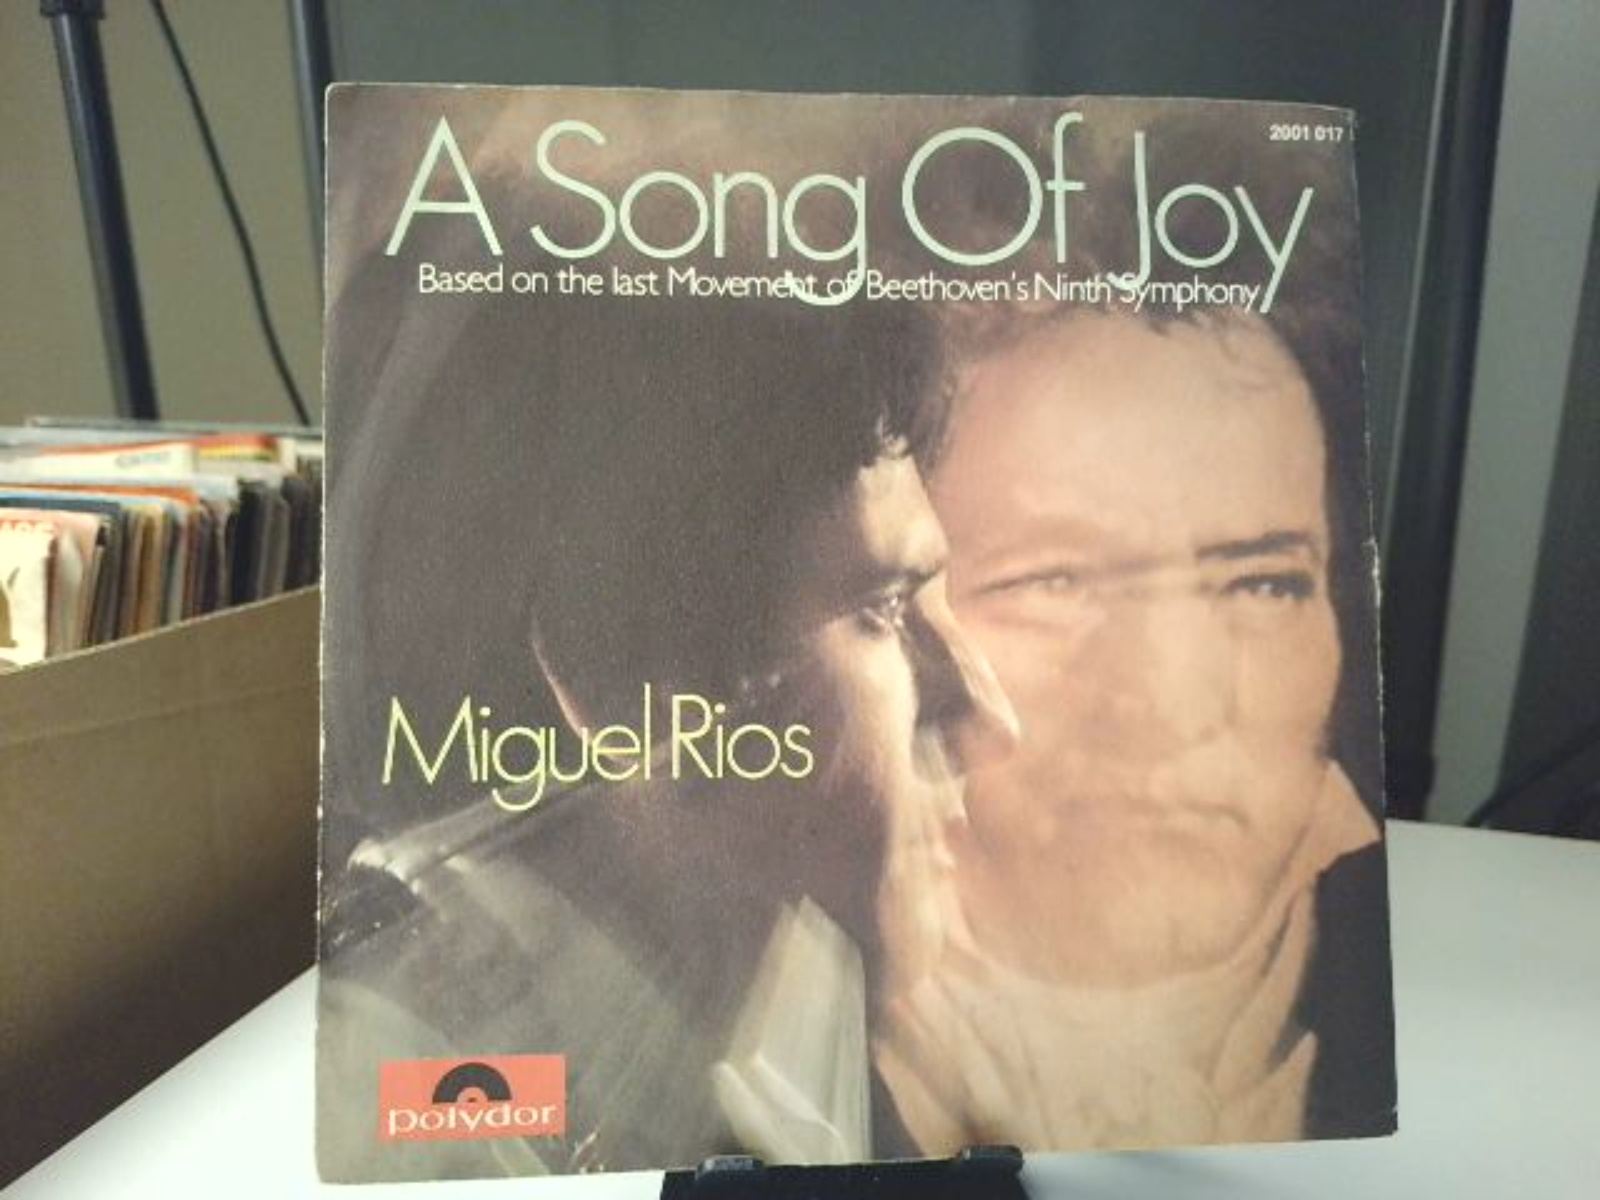 A Song Of Joy
2001 017
Based on the last Movement of Beethoven's Ninth Symphony
Miguel Rios
polydor